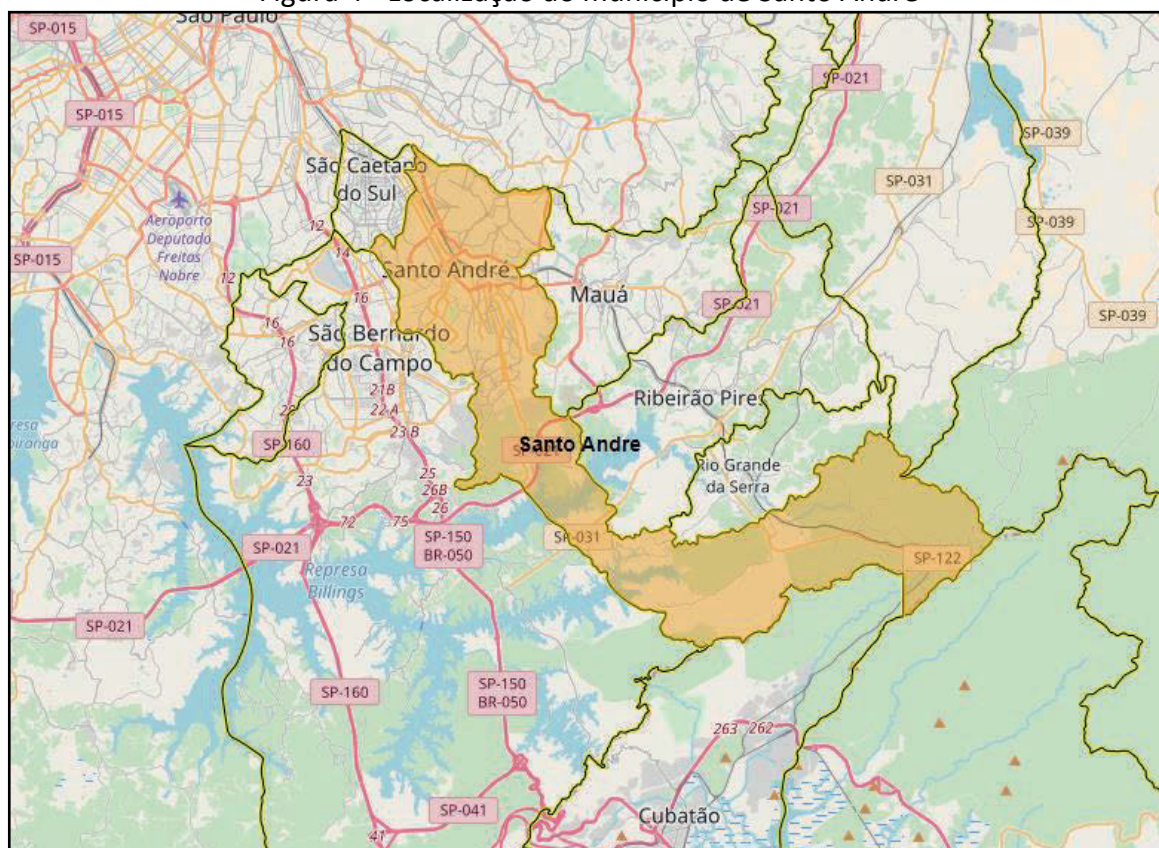 São Paulo
SP-015
SP-021
SP-015
SP-039
São Caetano
do Sul
SP-031
SP-021
SP-039
Aeroporto
Deputado
Freitas
Nobre
12
14
SP-015
12
16
Santo André
Mauá
SP-021
SP-039
16
16
São Bernardo
do Campo
21B
22-A
23 B
Ribeirão Pires
SP-160
Santo Andre
SP-021
Rio Grande
da Serra
23
25
26B
26
72
75
SP-150
BR-050
SP-031
SP-021
SP-122
Represa
Billings
SP-021
SP-160
SP-150
BR-050
263
262
SP-041
41
Cubatão